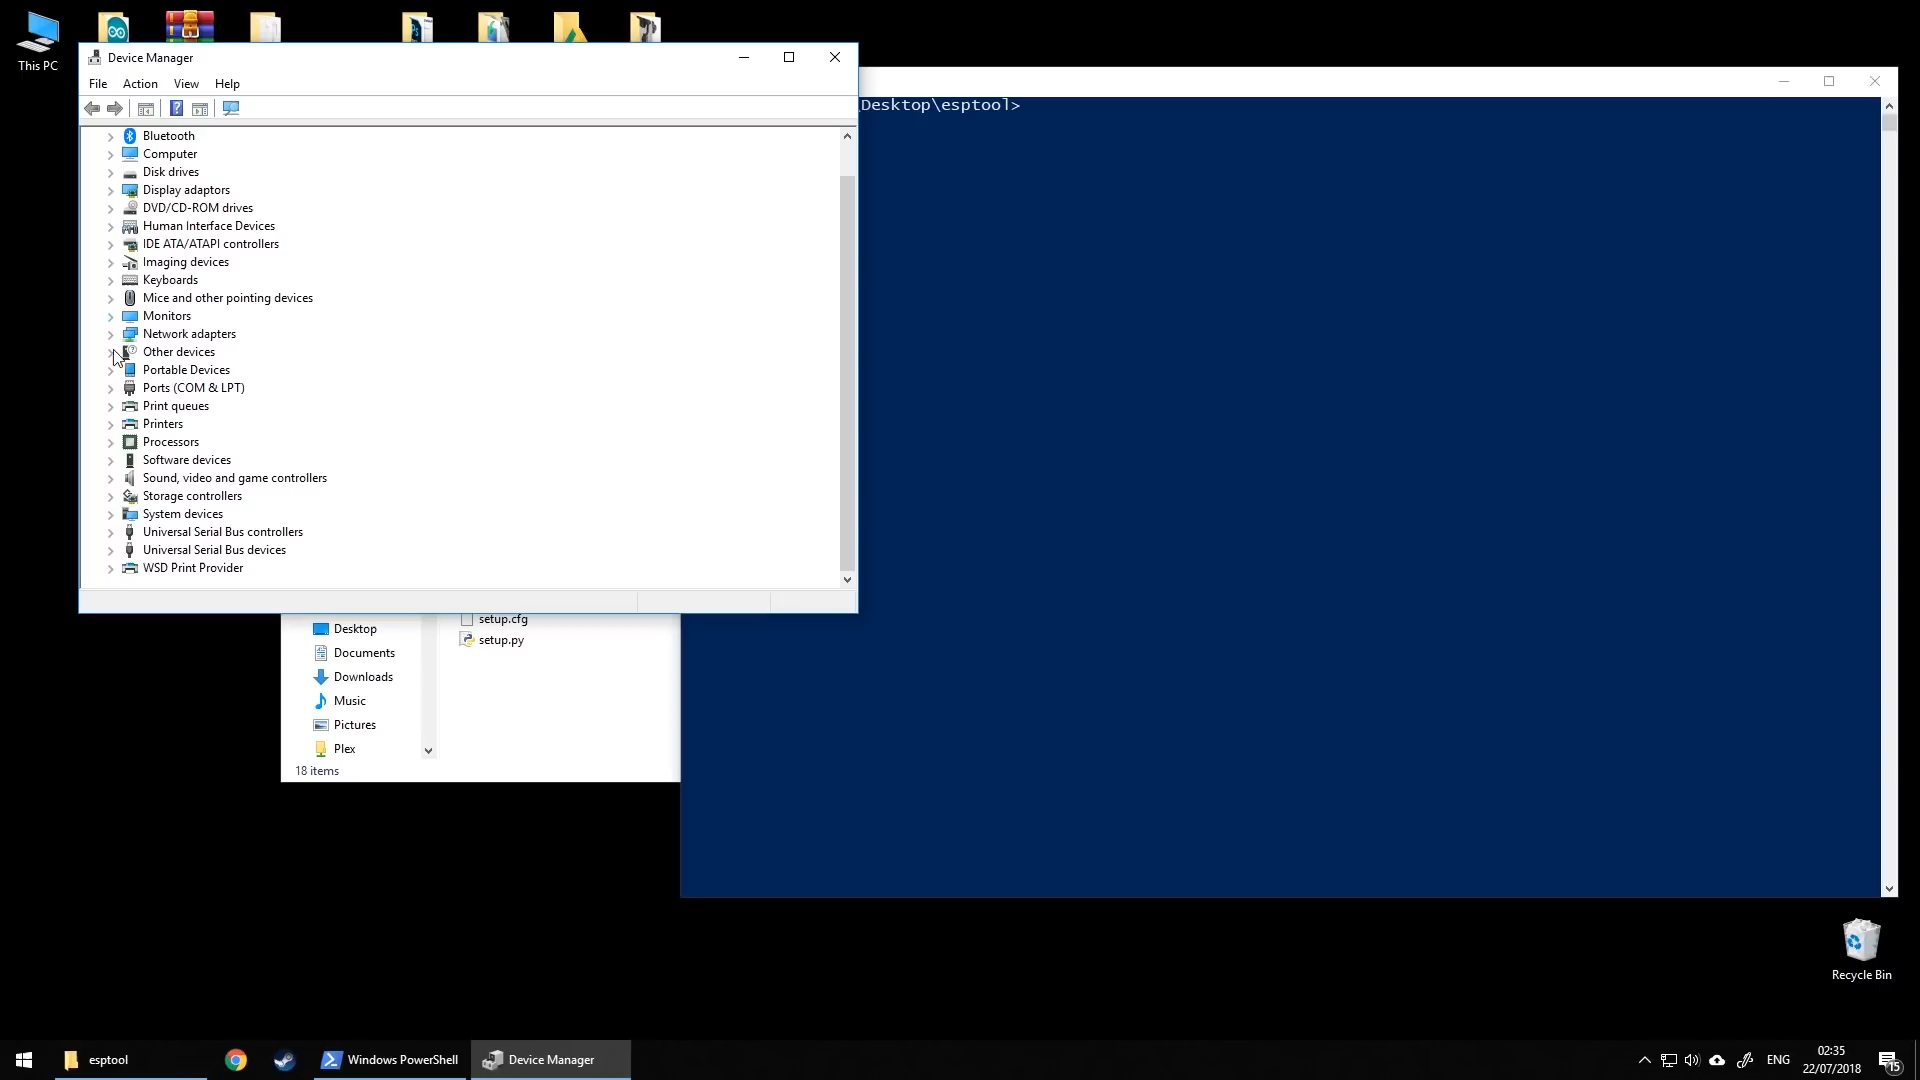 This PC
Device Manager
File Action View Help
Bluetooth
Computer
Disk drives
Display adaptors
DVD/CD-ROM drives
Human Interface Devices
IDE ATA/ATAPI controllers
Imaging devices
Keyboards
Mice and other pointing devices
Monitors
Network adapters
Other devices
Portable Devices
Ports (COM & LPT)
Print queues
Printers
Processors
Software devices
Sound, video and game controllers
Storage controllers
System devices
Universal Serial Bus controllers
Universal Serial Bus devices
WSD Print Provider
\Desktop\esptool>
Desktop
Documents
Downloads
Music
Pictures
Plex
setup.cfg
setup.py
18 items
Recycle Bin
esptool
Windows PowerShell
Device Manager
ENG
02:35
22/07/2018
15